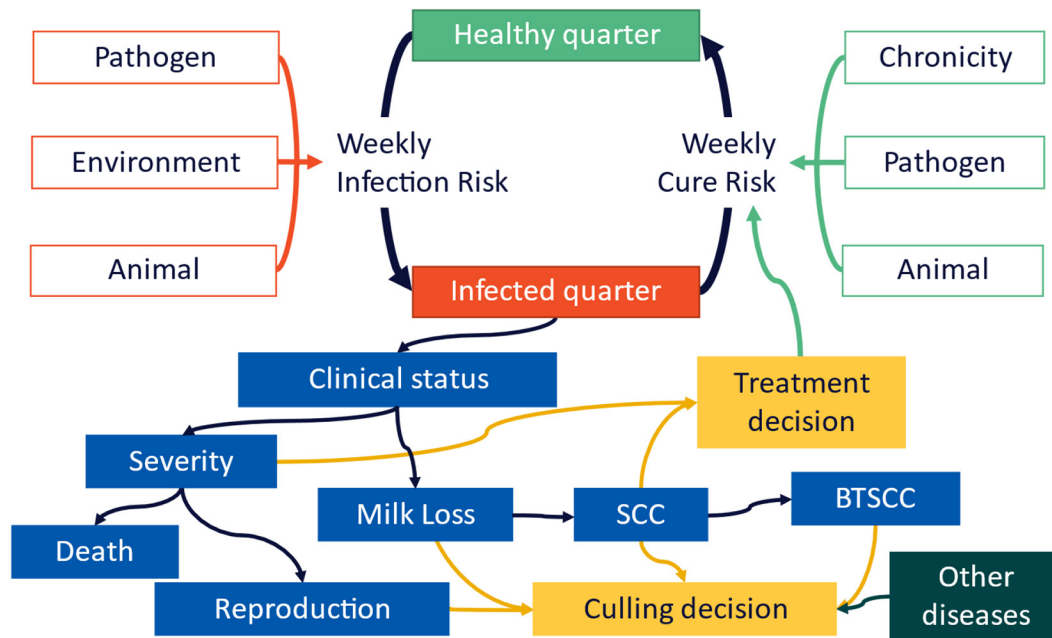 Healthy quarter
Pathogen
Chronicity
Weekly
Infection Risk
Weekly
Cure Risk
Environment
Pathogen
Animal
Animal
Infected quarter
Clinical status
Treatment
decision
Severity
Milk Loss
SCC
BTSCC
Death
Reproduction
Culling decision
Other
diseases